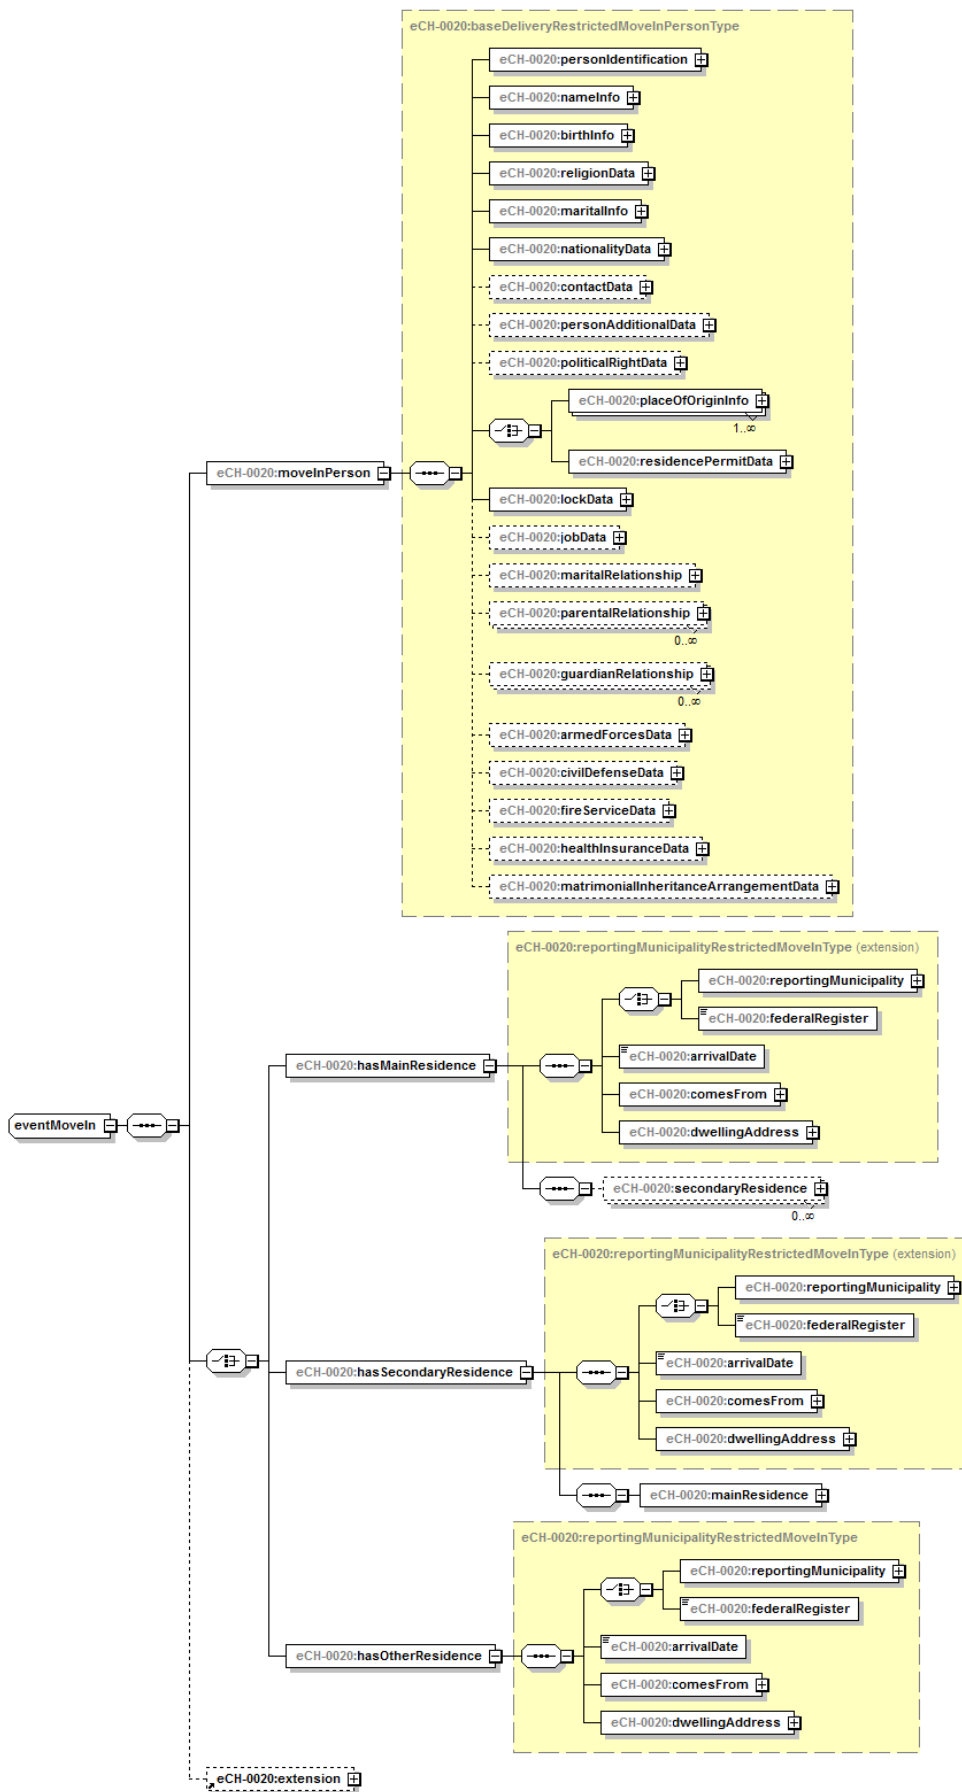 eCH-0020:baseDeliveryRestrictedMoveInPersonType
eCH-0020:personIdentification
eCH-0020:nameInfo
eCH-0020:birthInfo
eCH-0020:religionData
eCH-0020:maritalInfo
eCH-0020:nationalityData
eCH-0020:contactData
eCH-0020:personAdditionalData
eCH-0020:politicalRightData
eCH-0020:placeOfOriginInfo
1..∞
eCH-0020:residencePermitData
eCH-0020:moveInPerson
eCH-0020:lockData
eCH-0020:jobData
eCH-0020:maritalRelationship
eCH-0020:parentalRelationship
0..∞
eCH-0020:guardianRelationship
0..∞
eCH-0020:armedForcesData
eCH-0020:civilDefenseData
eCH-0020:fireServiceData
eCH-0020:healthInsuranceData
eCH-0020:matrimonialInheritanceArrangementData
eCH-0020:reportingMunicipalityRestrictedMoveInType (extension)
eCH-0020:reportingMunicipality
eCH-0020:federalRegister
eCH-0020:arrivalDate
eCH-0020:hasMainResidence
eCH-0020:comesFrom
eCH-0020:dwellingAddress
eventMoveIn
eCH-0020:secondaryResidence
0..∞
eCH-0020:reportingMunicipalityRestrictedMoveInType (extension)
eCH-0020:reportingMunicipality
eCH-0020:federalRegister
eCH-0020:arrivalDate
eCH-0020:hasSecondaryResidence
eCH-0020:comesFrom
eCH-0020:dwellingAddress
eCH-0020:mainResidence
eCH-0020:reportingMunicipalityRestrictedMoveInType
eCH-0020:reportingMunicipality
eCH-0020:federalRegister
eCH-0020:arrivalDate
eCH-0020:hasOtherResidence
eCH-0020:comesFrom
eCH-0020:dwellingAddress
eCH-0020:extension